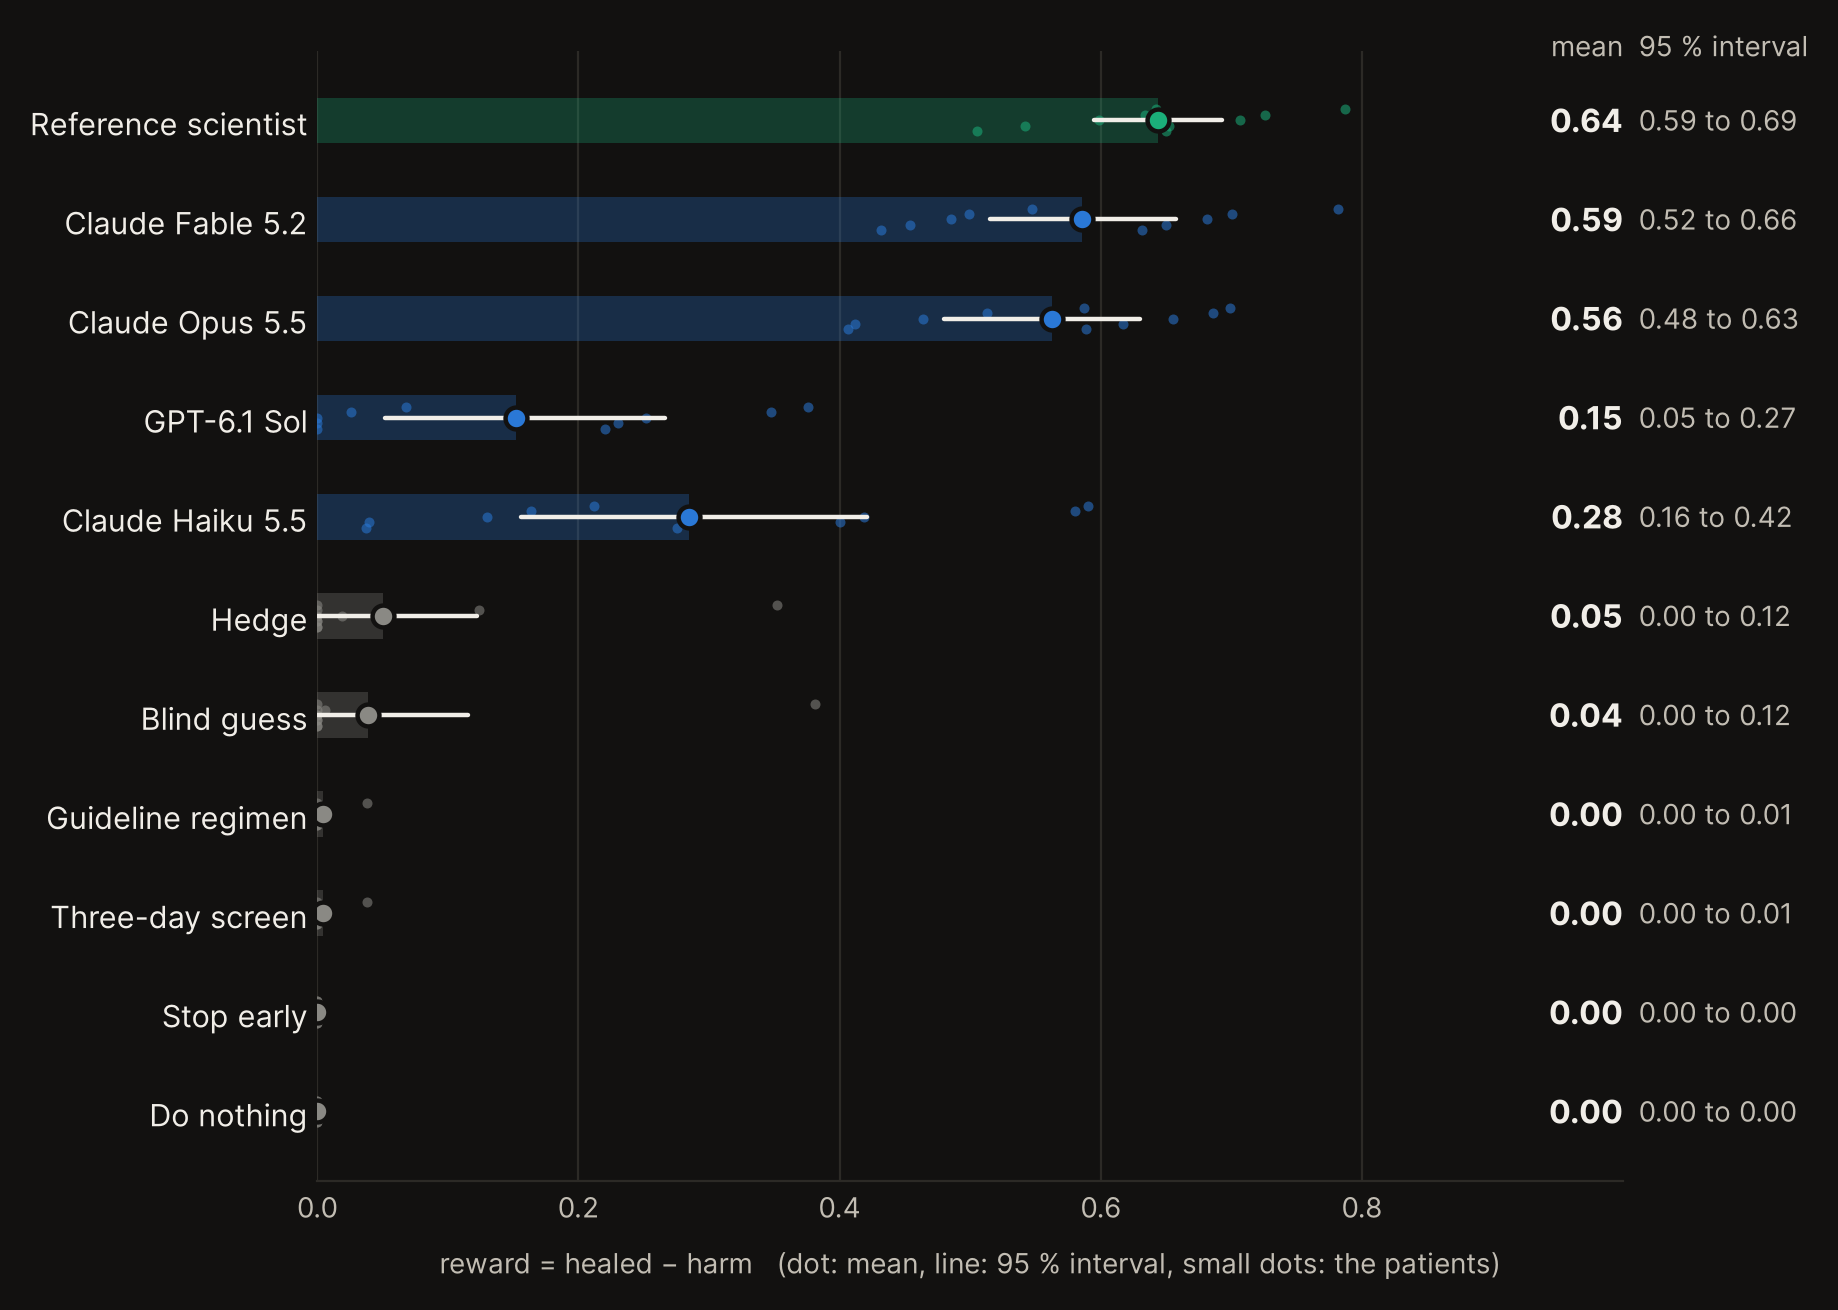 mean 95 % interval
Reference scientist 0.64 0.59 to 0.69
Claude Fable 5.2 0.59 0.52 to 0.66
Claude Opus 5.5 0.56 0.48 to 0.63
GPT-6.1 Sol 0.15 0.05 to 0.27
Claude Haiku 5.5 0.28 0.16 to 0.42
Hedge 0.05 0.00 to 0.12
Blind guess 0.04 0.00 to 0.12
Guideline regimen 0.00 0.00 to 0.01
Three-day screen 0.00 0.00 to 0.01
Stop early 0.00 0.00 to 0.00
Do nothing 0.00 0.00 to 0.00
0.0 0.2 0.4 0.6 0.8
reward = healed – harm (dot: mean, line: 95 % interval, small dots: the patients)